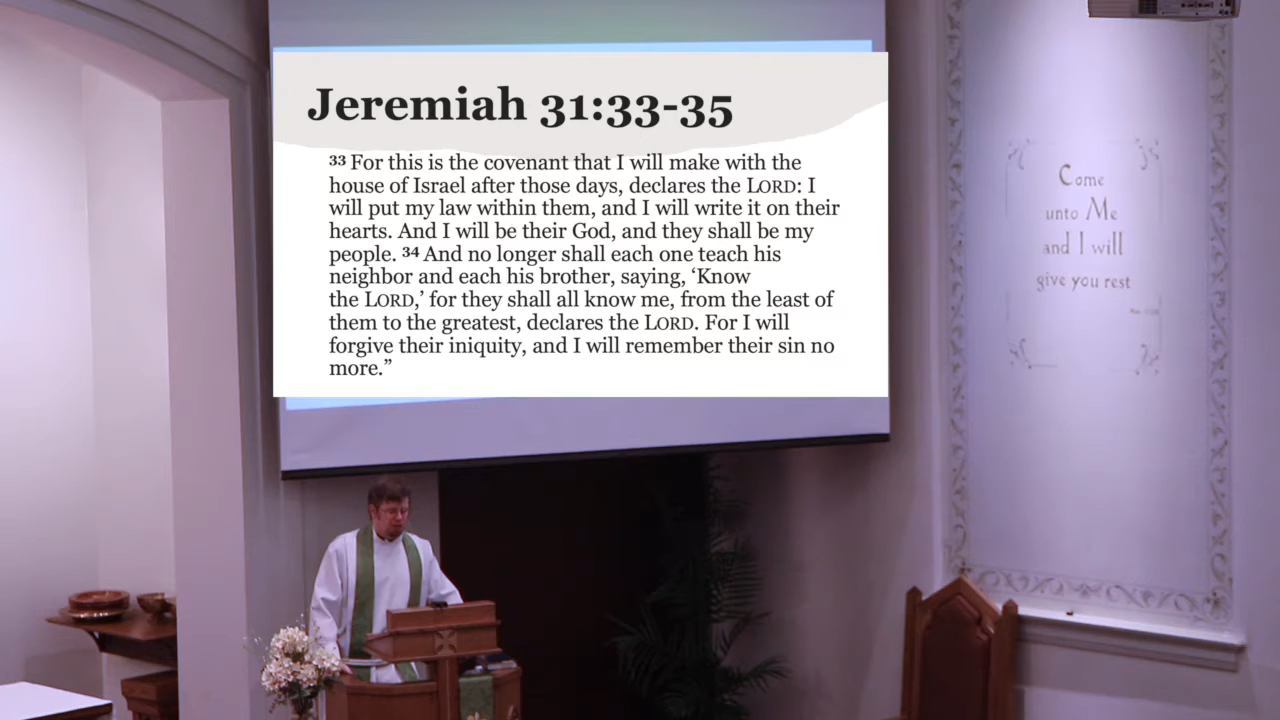 Jeremiah 31:33-35
33 For this is the covenant that I will make with the
house of Israel after those days, declares the LORD: I
will put my law within them, and I will write it on their
hearts. And I will be their God, and they shall be my
people. 34 And no longer shall each one teach his
neighbor and each his brother, saying, ‘Know
the LORD,’ for they shall all know me, from the least of
them to the greatest, declares the LORD. For I will
forgive their iniquity, and I will remember their sin no
more.”
Come
unto Me
and I will
give you rest